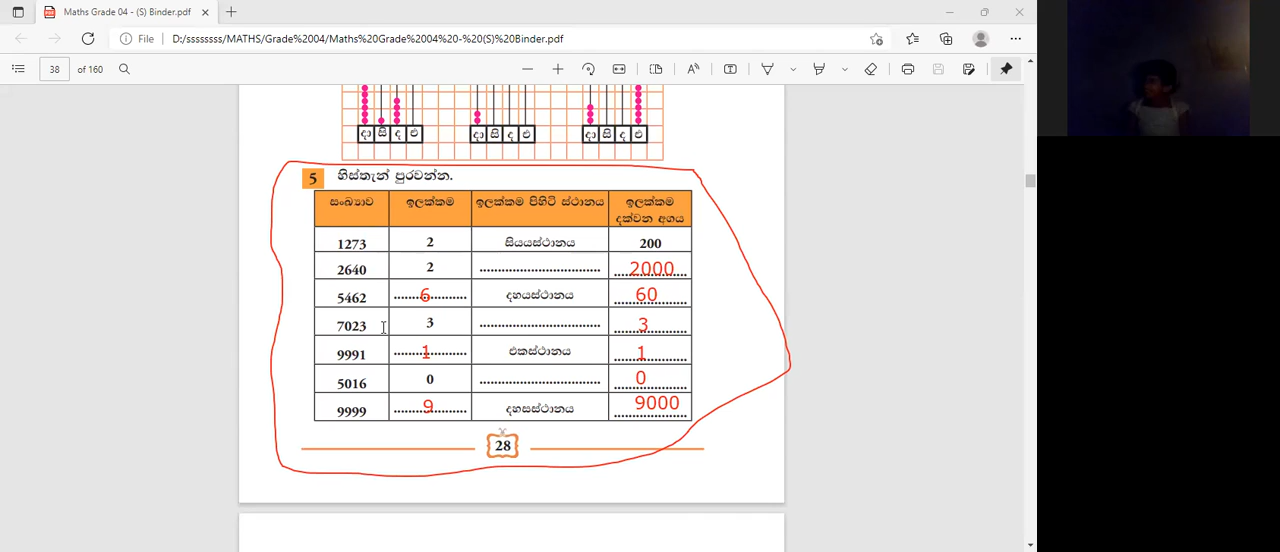 Maths Grade 04 - (S) Binder.pdf
File D:/ssssssss/MATHS/Grade%2004/Maths%20Grade%2004%20-%20(S)%20Binder.pdf
38 of 160
දා සි ද එ දා සි ද එ දා සි ද එ
5 හිස්තැන් පුරවන්න.
සංඛ්‍යාව ඉලක්කම ඉලක්කම පිහිටි ස්ථානය ඉලක්කම
දක්වන අගය
1273 2 සියයස්ථානය 200
2640 2 ................................. 2000
5462 6 දහයස්ථානය 60
7023 3 ................................. 3
9991 1 එකස්ථානය 1
5016 0 ................................. 0
9999 9 දහසස්ථානය 9000
28